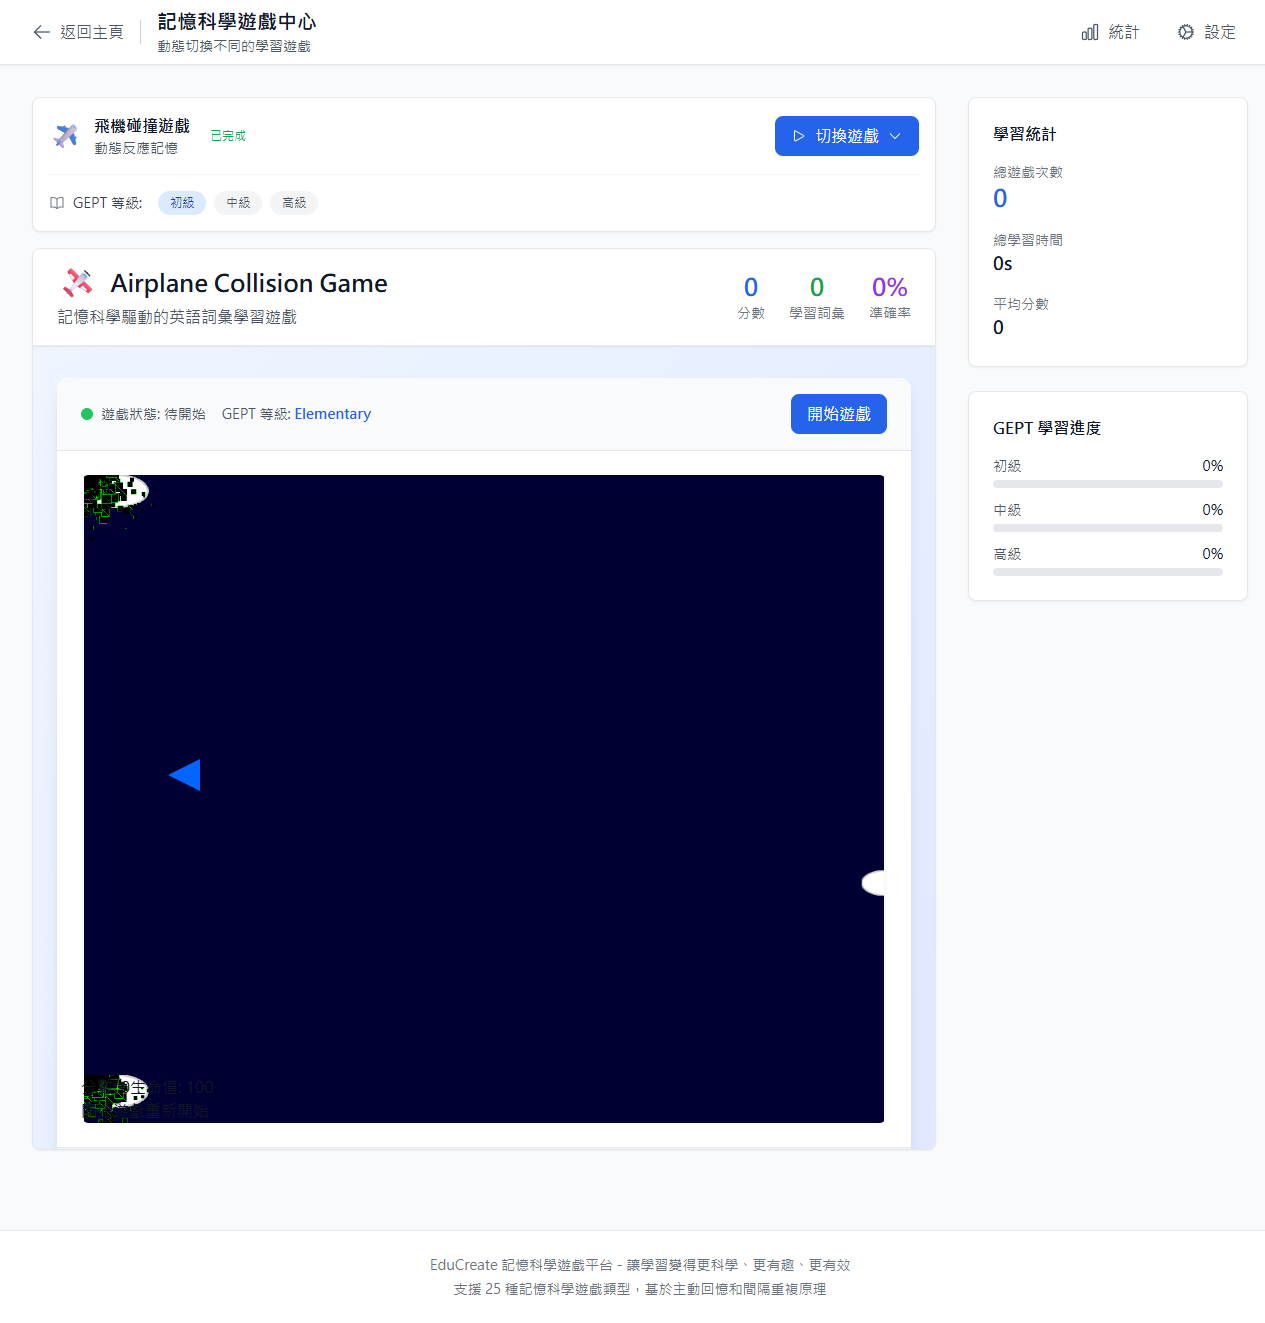 返回主頁
記憶科學遊戲中心
動態切換不同的學習遊戲
統計
設定
飛機碰撞遊戲
動態反應記憶
已完成
切換遊戲
GEPT 等級:
初級
中級
高級
Airplane Collision Game
記憶科學驅動的英語詞彙學習遊戲
0
分數
0
學習詞彙
0%
準確率
遊戲狀態: 待開始
GEPT 等級: Elementary
開始遊戲
生命值: 100
重新開始
學習統計
總遊戲次數
0
總學習時間
0s
平均分數
0
GEPT 學習進度
初級 0%
中級 0%
高級 0%
EduCreate 記憶科學遊戲平台 - 讓學習變得更科學、更有趣、更有效
支援 25 種記憶科學遊戲類型，基於主動回憶和間隔重複原理